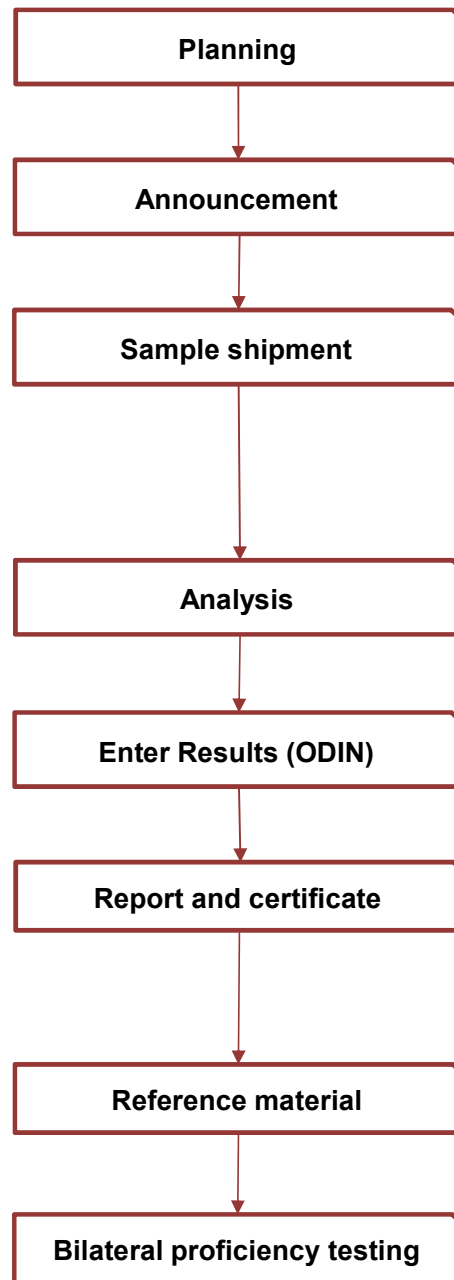 Planning
Announcement
Sample shipment
Analysis
Enter Results (ODIN)
Report and certificate
Reference material
Bilateral proficiency testing